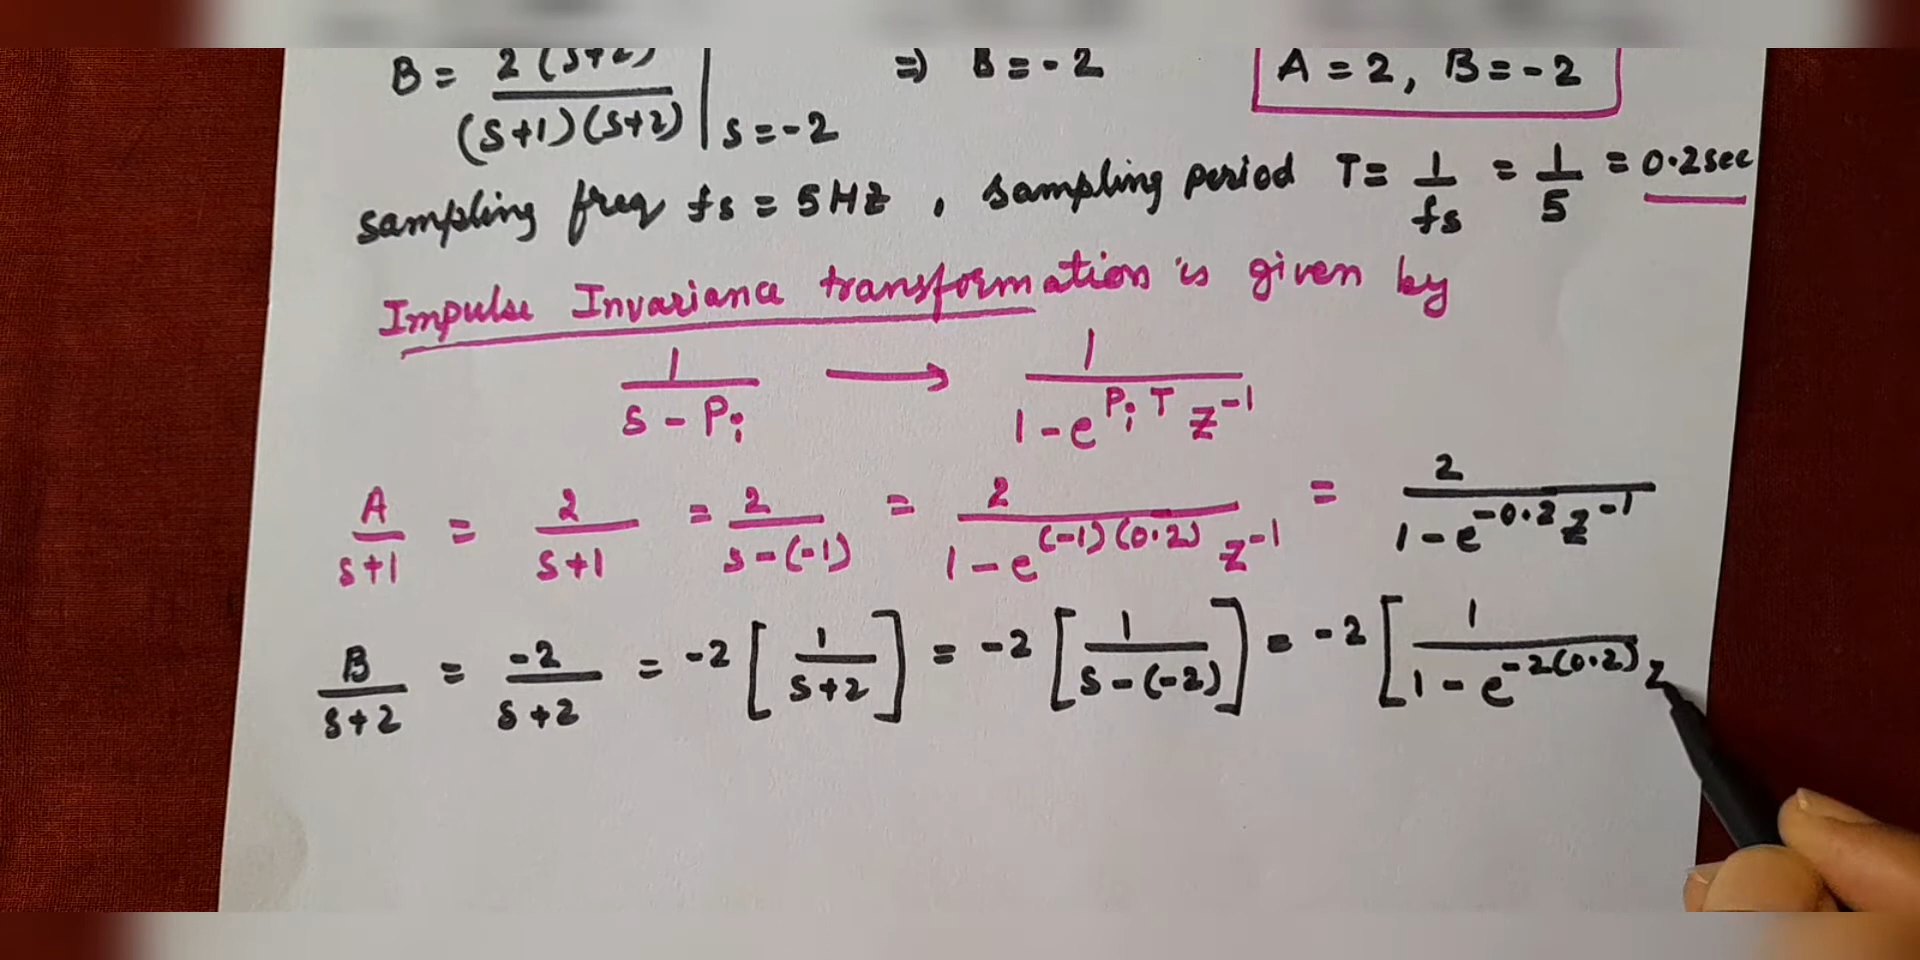 B = 2(s+2) / (s+1)(s+2) | s=-2 ⇒ B = -2 A = 2, B = -2
sampling freq fs = 5Hz, sampling period T = 1/fs = 1/5 = 0.2sec
Impulse Invariance transformation is given by
1/(s - Pi) ⟶ 1/(1 - e^(Pi T) z^-1)
A/(s+1) = 2/(s+1) = 2/(s-(-1)) = 2/(1 - e^((-1)(0.2)) z^-1) = 2/(1 - e^(-0.2) z^-1)
B/(s+2) = -2/(s+2) = -2[1/(s+2)] = -2[1/(s-(-2))] = -2[1/(1 - e^(-2(0.2)) z